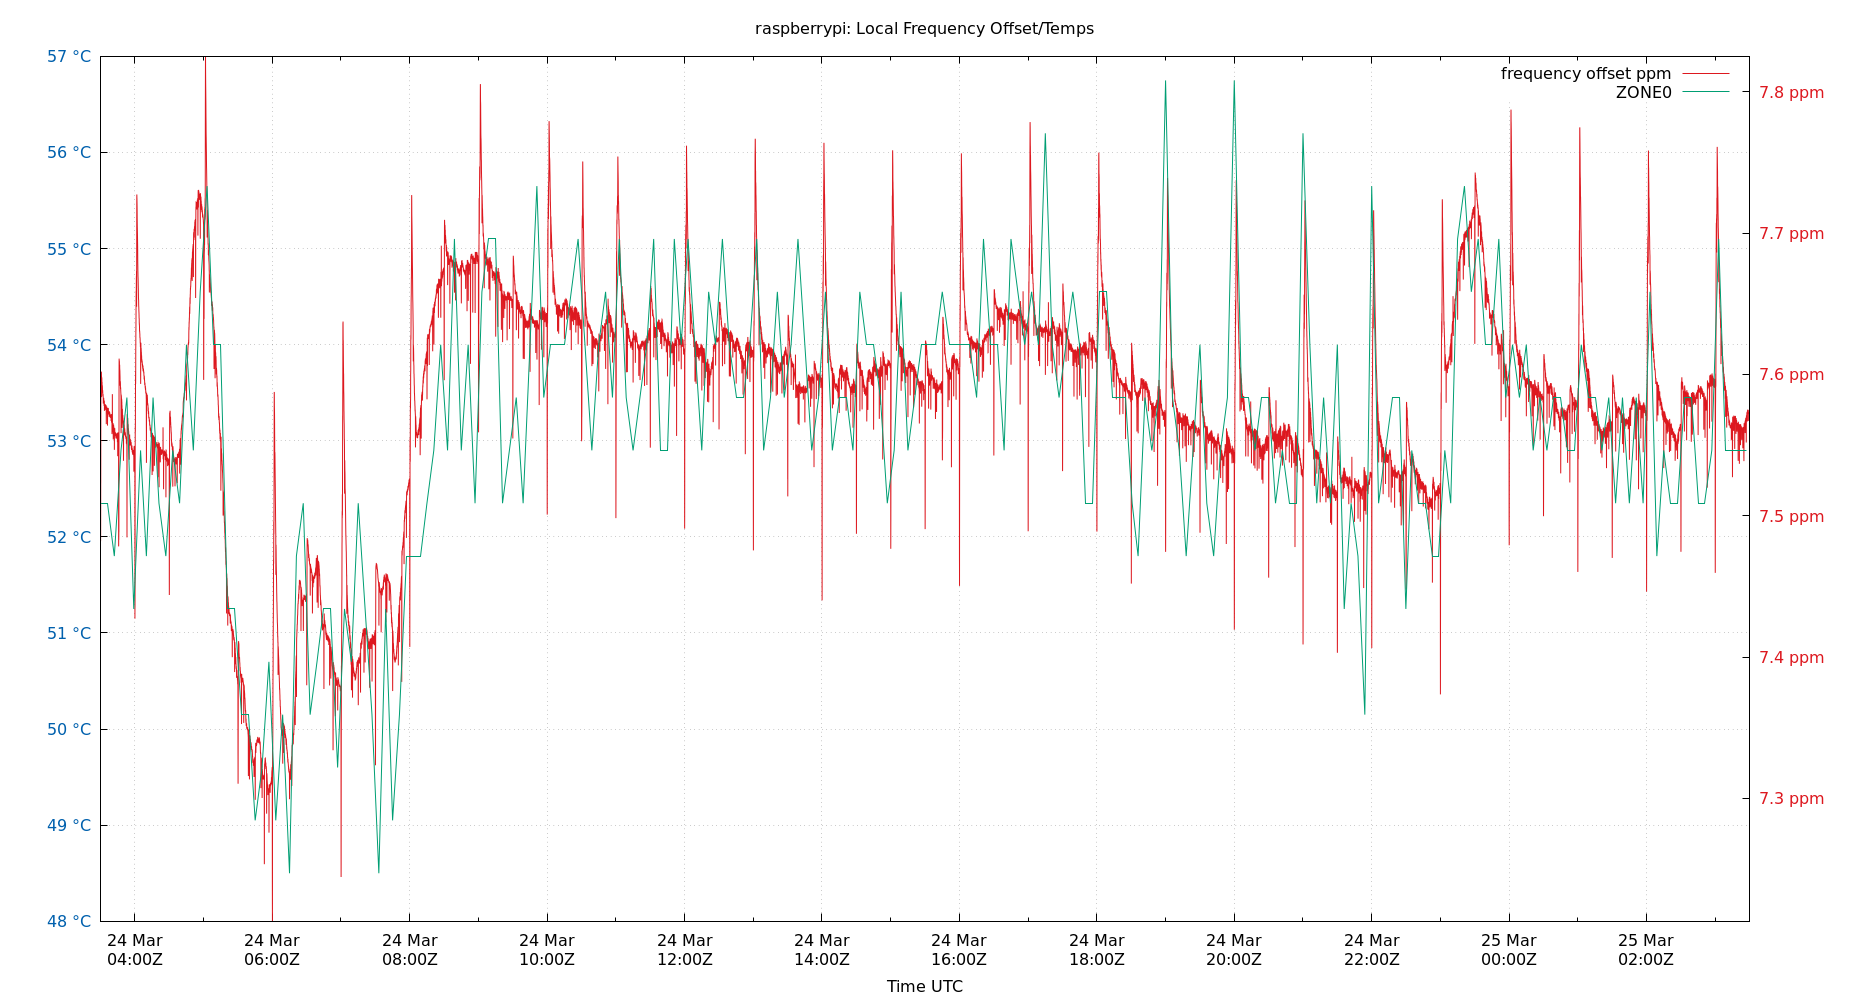 raspberrypi: Local Frequency Offset/Temps
frequency offset ppm
ZONE0
57 °C
56 °C
55 °C
54 °C
53 °C
52 °C
51 °C
50 °C
49 °C
48 °C
7.8 ppm
7.7 ppm
7.6 ppm
7.5 ppm
7.4 ppm
7.3 ppm
24 Mar
04:00Z
24 Mar
06:00Z
24 Mar
08:00Z
24 Mar
10:00Z
24 Mar
12:00Z
24 Mar
14:00Z
24 Mar
16:00Z
24 Mar
18:00Z
24 Mar
20:00Z
24 Mar
22:00Z
25 Mar
00:00Z
25 Mar
02:00Z
Time UTC